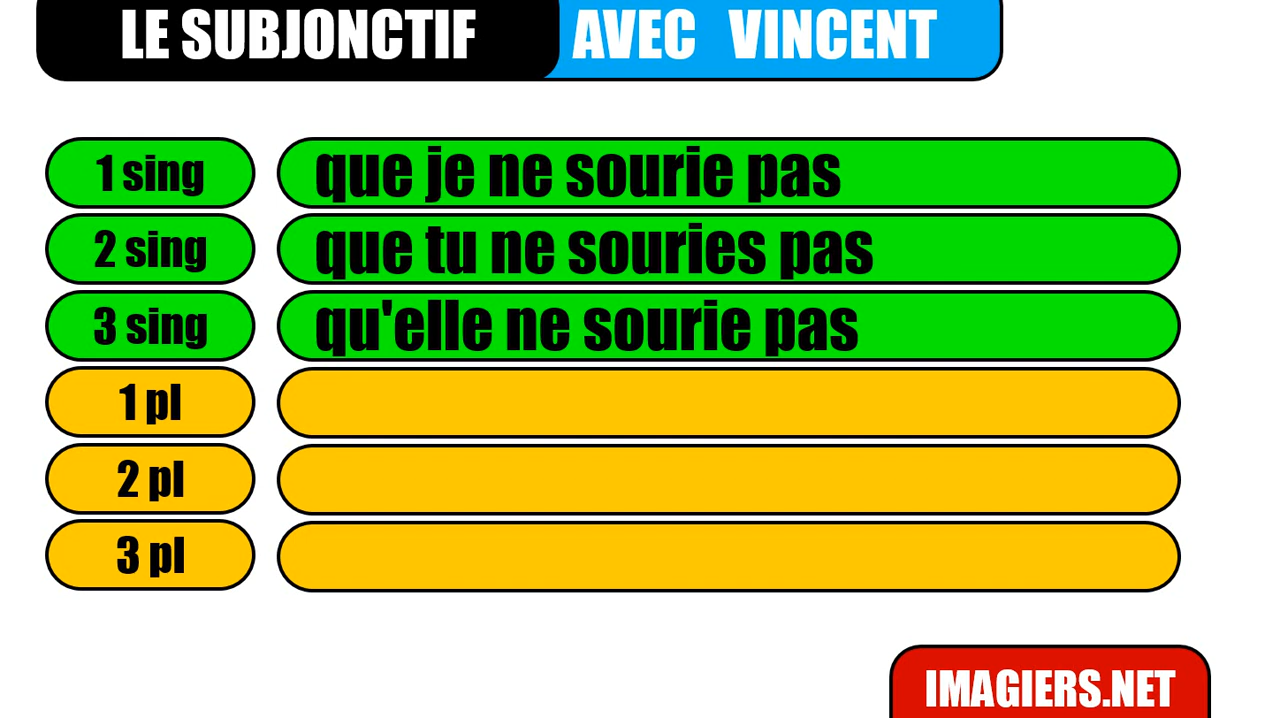 LE SUBJONCTIF AVEC VINCENT
1 sing que je ne sourie pas
2 sing que tu ne souries pas
3 sing qu'elle ne sourie pas
1 pl
2 pl
3 pl
IMAGIERS.NET